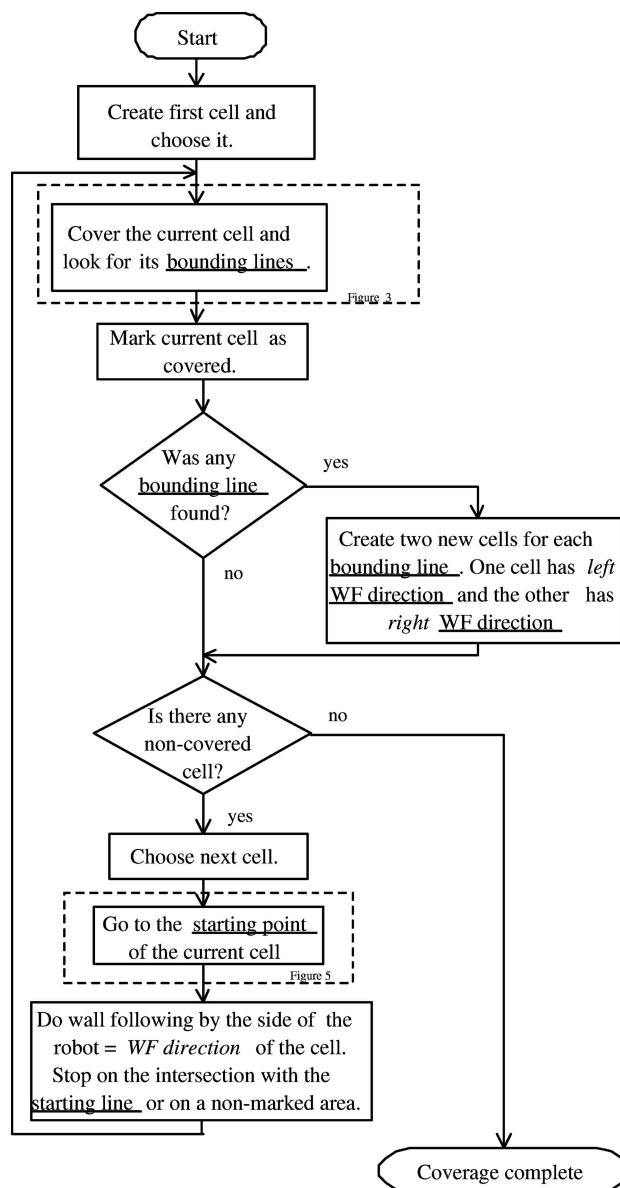 Start
Create first cell and
choose it.
Cover the current cell and
look for its bounding lines .
Figure 3
Mark current cell as
covered.
Was any
bounding line
found?
yes
no
Create two new cells for each
bounding line . One cell has left
WF direction and the other has
right WF direction
Is there any
non-covered
cell?
no
yes
Choose next cell.
Go to the starting point
of the current cell
Figure 5
Do wall following by the side of the
robot = WF direction of the cell.
Stop on the intersection with the
starting line or on a non-marked area.
Coverage complete